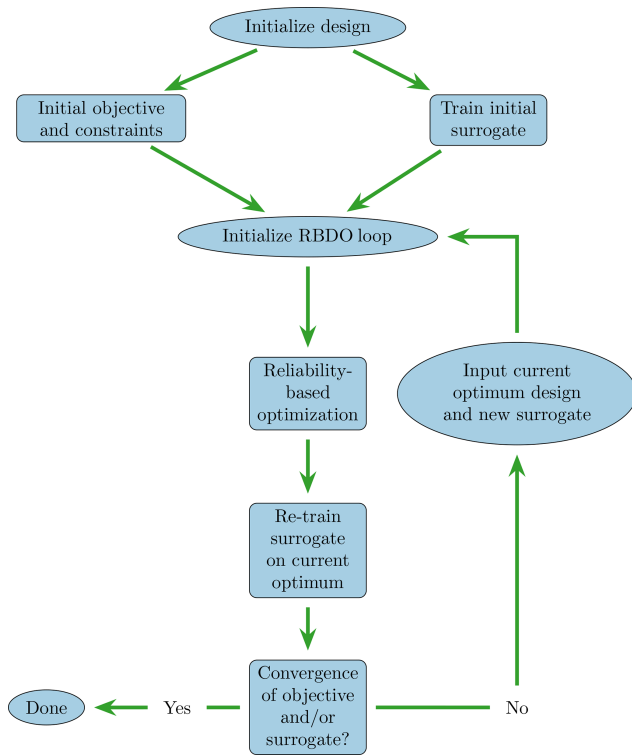 Initialize design
Initial objective
and constraints
Train initial
surrogate
Initialize RBDO loop
Reliability-
based
optimization
Input current
optimum design
and new surrogate
Re-train
surrogate
on current
optimum
Convergence
of objective
and/or
surrogate?
Done
Yes
No